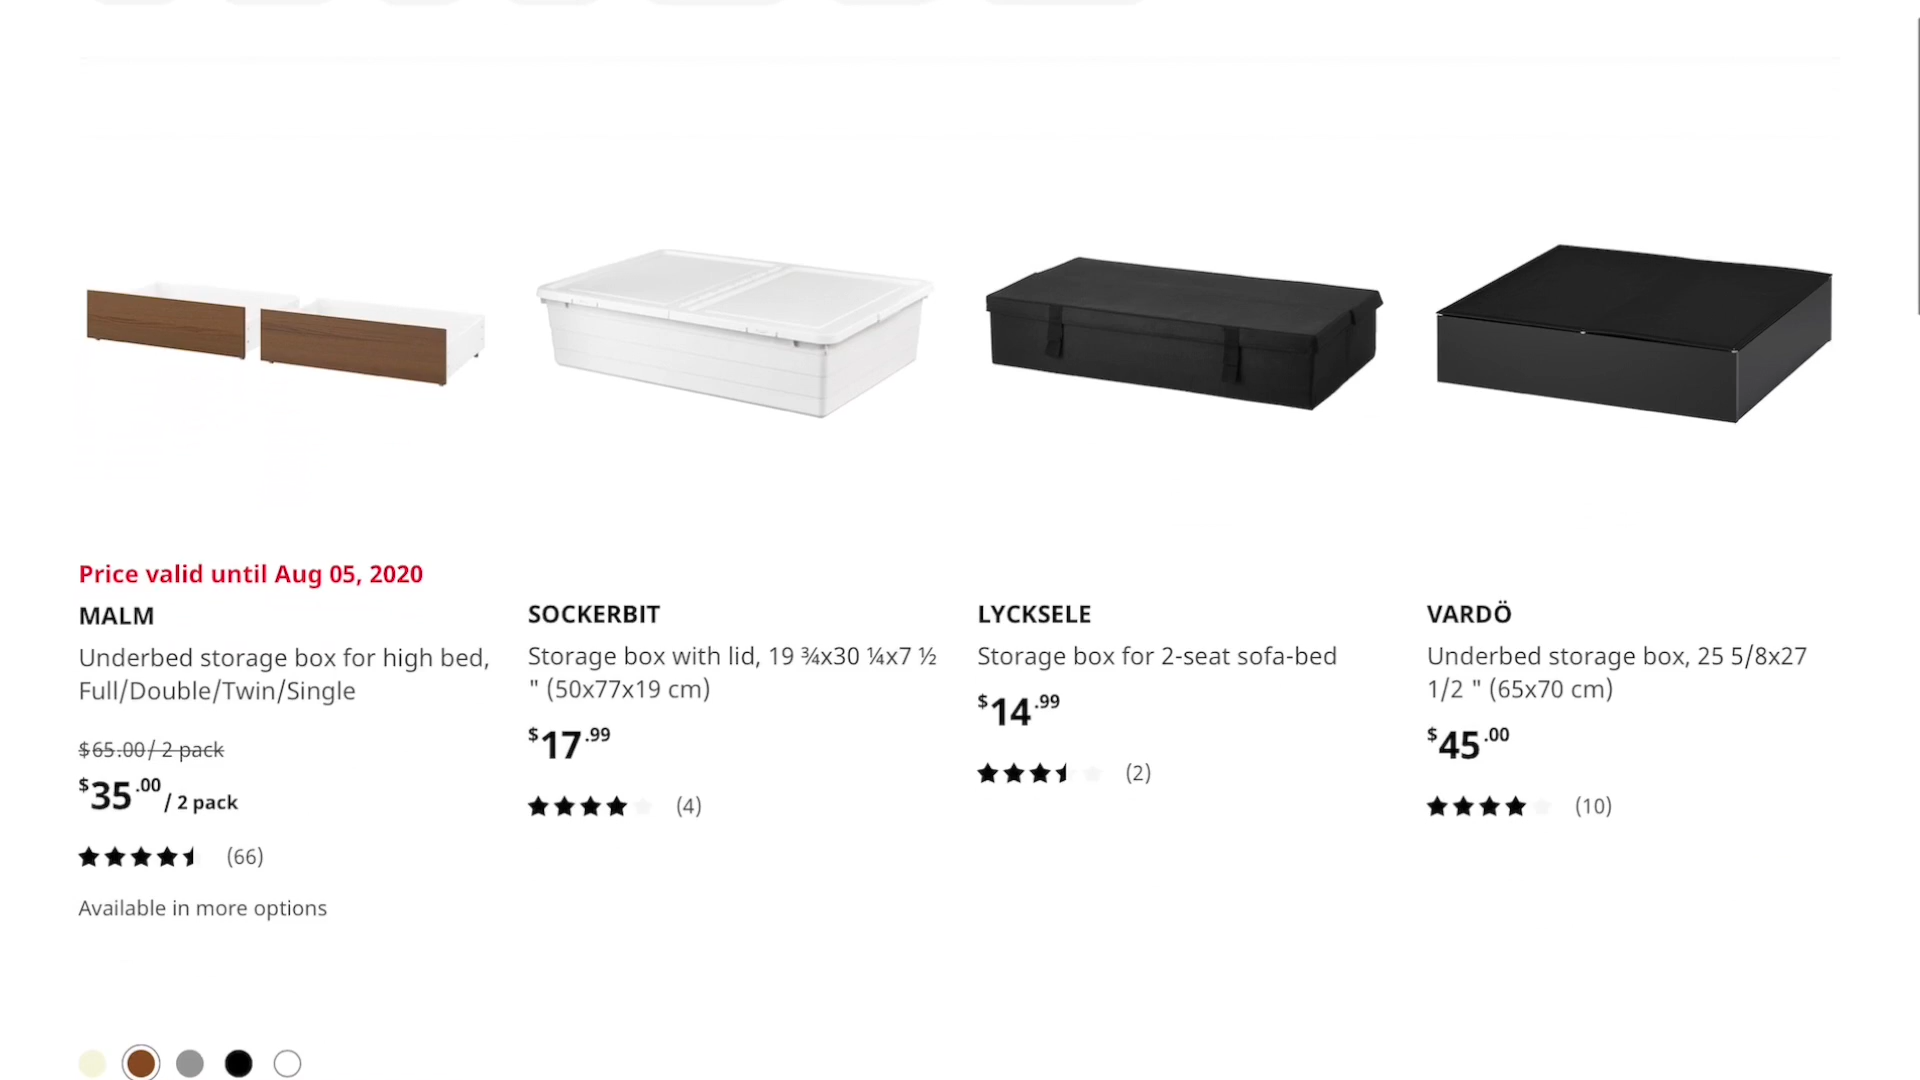 Price valid until Aug 05, 2020
MALM
Underbed storage box for high bed,
Full/Double/Twin/Single
$65.00/ 2 pack
$35.00/ 2 pack
(66)
Available in more options
SOCKERBIT
Storage box with lid, 19 ¾x30 ¼x7 ½
" (50x77x19 cm)
$17.99
(4)
LYCKSELE
Storage box for 2-seat sofa-bed
$14.99
(2)
VARDÖ
Underbed storage box, 25 5/8x27
1/2 " (65x70 cm)
$45.00
(10)